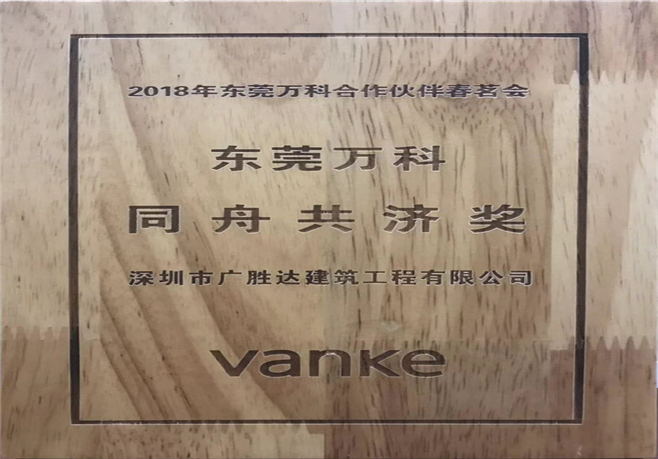 2018年东莞万科合作伙伴春茗会
东莞万科
同舟共济奖
深圳市广胜达建筑工程有限公司
vanke